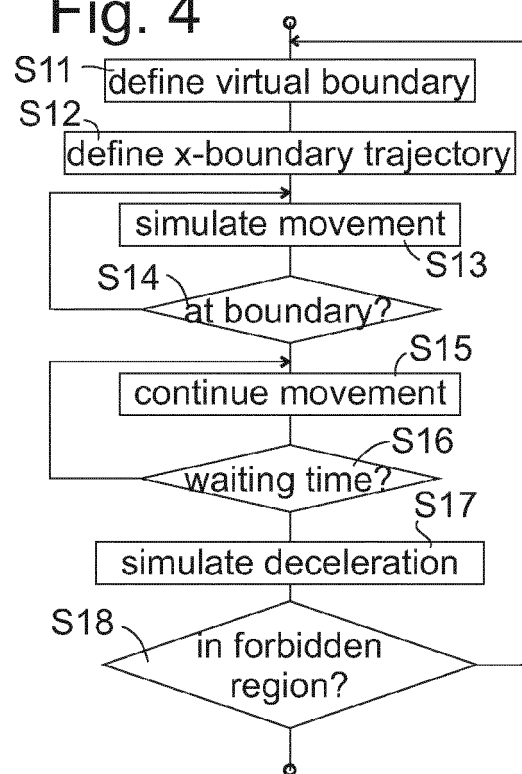 Fig. 4
S11
define virtual boundary
S12
define x-boundary trajectory
simulate movement
S13
S14
at boundary?
S15
continue movement
S16
waiting time?
S17
simulate deceleration
S18
in forbidden
region?